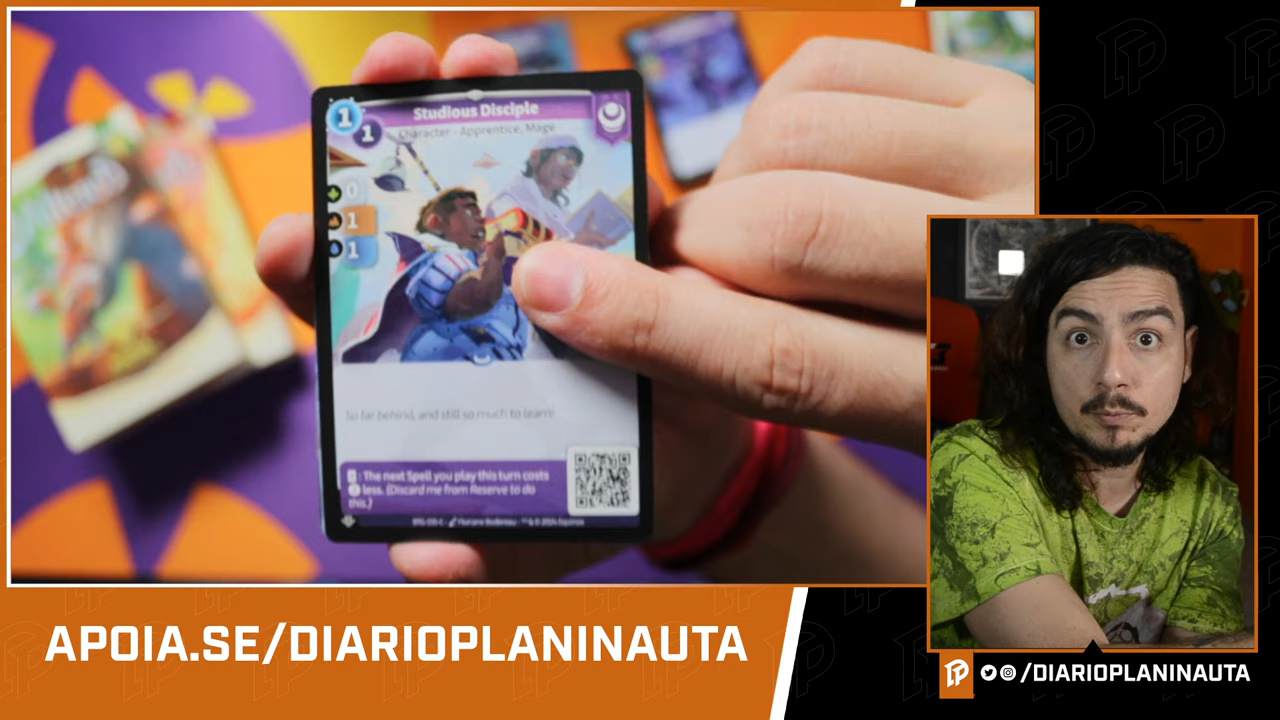 1
1
Studious Disciple
Character - Apprentice, Mage
0
1
1
So far behind, and still so much to learn!
: The next Spell you play this turn costs
1 less. (Discard me from Reserve to do
this.)
APOIA.SE/DIARIOPLANINAUTA
/DIARIOPLANINAUTA